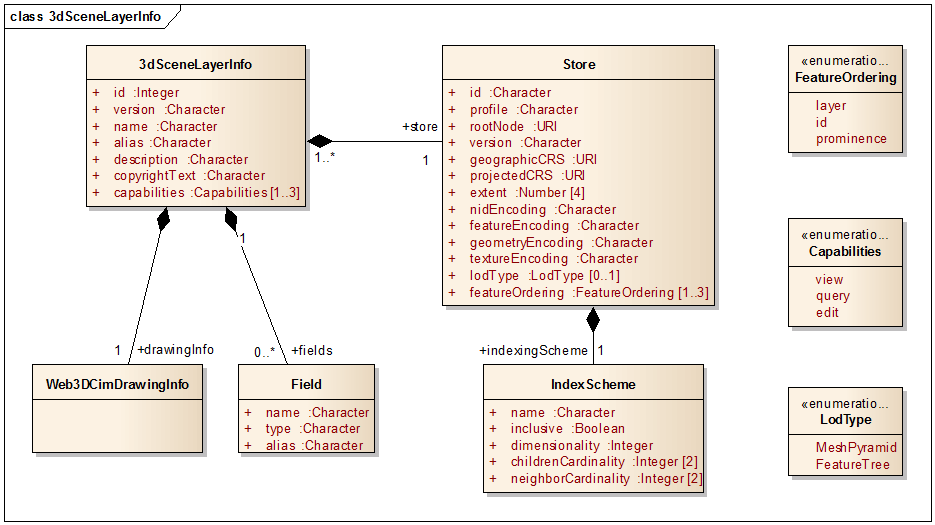 class 3dSceneLayerInfo
3dSceneLayerInfo
+ id :Integer
+ version :Character
+ name :Character
+ alias :Character
+ description :Character
+ copyrightText :Character
+ capabilities :Capabilities [1..3]
+store
1..*
1
Store
+ id :Character
+ profile :Character
+ rootNode :URI
+ version :Character
+ geographicCRS :URI
+ projectedCRS :URI
+ extent :Number [4]
+ nidEncoding :Character
+ featureEncoding :Character
+ geometryEncoding :Character
+ textureEncoding :Character
+ lodType :LodType [0..1]
+ featureOrdering :FeatureOrdering [1..3]
«enumeratio...
FeatureOrdering
layer
id
prominence
«enumeratio...
Capabilities
view
query
edit
1
1 +drawingInfo
0..* +fields
+indexingScheme 1
Web3DCimDrawingInfo
Field
+ name :Character
+ type :Character
+ alias :Character
IndexScheme
+ name :Character
+ inclusive :Boolean
+ dimensionality :Integer
+ childrenCardinality :Integer [2]
+ neighborCardinality :Integer [2]
«enumeratio...
LodType
MeshPyramid
FeatureTree